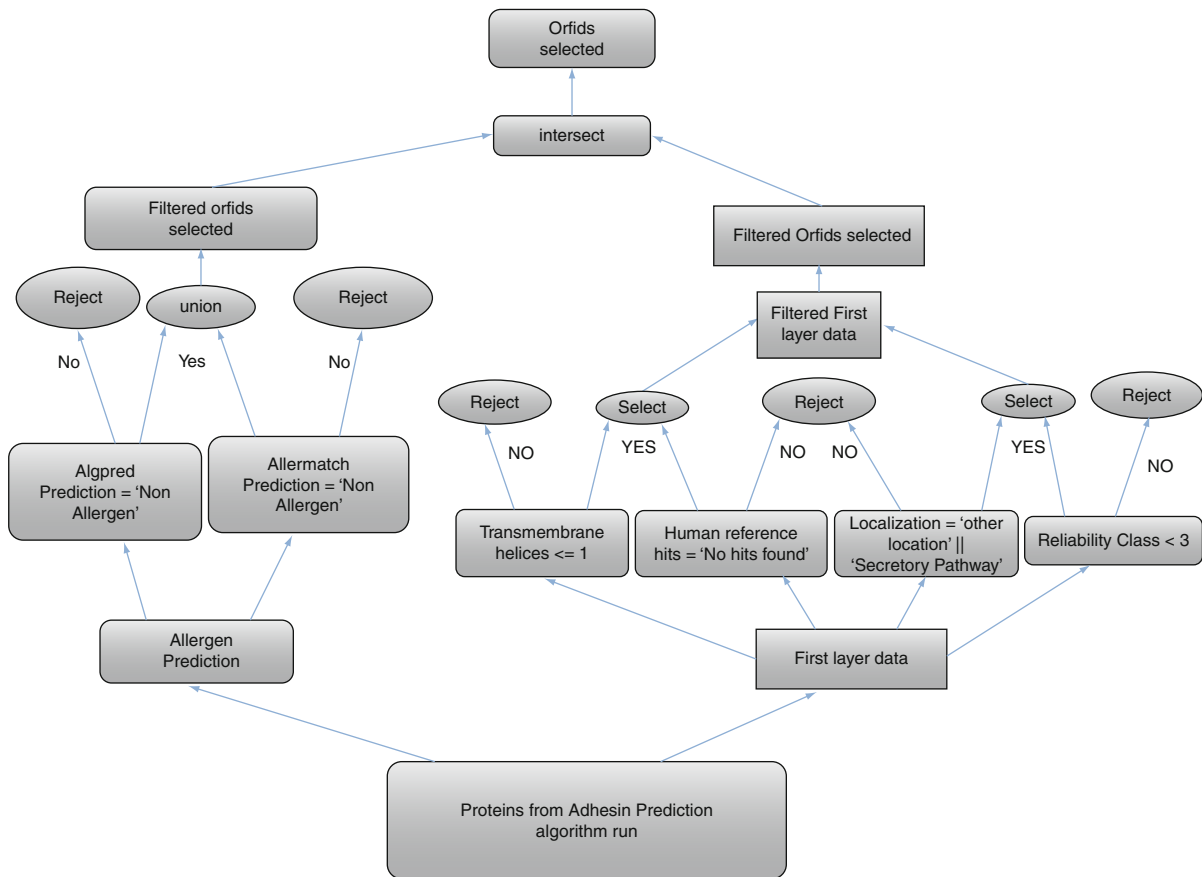 Orfids
selected
intersect
Filtered orfids
selected
Filtered Orfids selected
Reject
union
Reject
Filtered First
layer data
No
Yes
No
Reject
Select
Reject
Select
Reject
NO
YES
NO
NO
YES
NO
Algpred
Prediction = ‘Non
Allergen’
Allermatch
Prediction = ‘Non
Allergen’
Transmembrane
helices <= 1
Human reference
hits = ‘No hits found’
Localization = ‘other
location’ ||
‘Secretory Pathway’
Reliability Class < 3
Allergen
Prediction
First layer data
Proteins from Adhesin Prediction
algorithm run